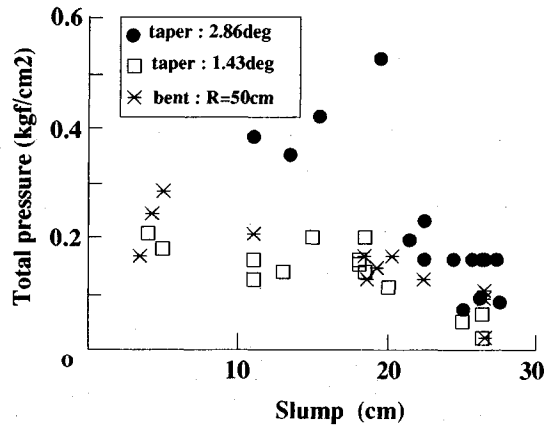 0.6
taper : 2.86deg
taper : 1.43deg
bent : R=50cm
0.4
0.2
Total pressure (kgf/cm2)
0
10
20
30
Slump (cm)